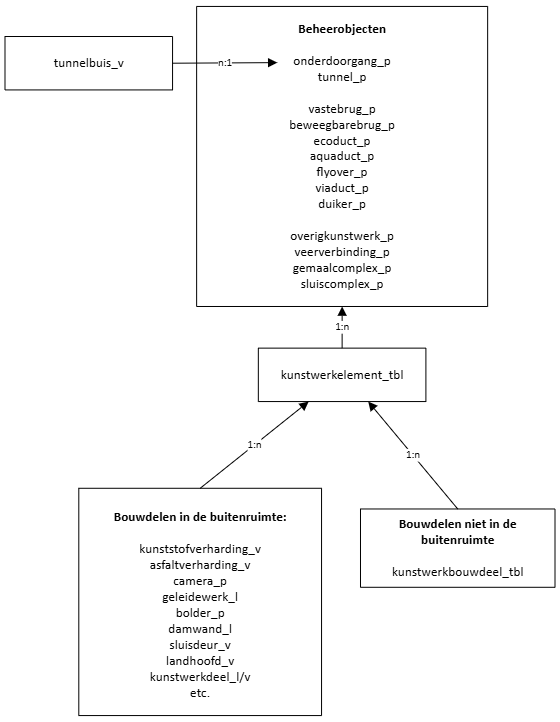 Beheerobjecten
tunnelbuis_v
n:1
onderdoorgang_p
tunnel_p
vastebrug_p
beweegbarebrug_p
ecoduct_p
aquaduct_p
flyover_p
viaduct_p
duiker_p
overigkunstwerk_p
veerverbinding_p
gemaalcomplex_p
sluiscomplex_p
1:n
kunstwerkelement_tbl
1:n
1:n
Bouwdelen in de buitenruimte:
kunststofverharding_v
asfaltverharding_v
camera_p
geleidewerk_l
bolder_p
damwand_l
sluisdeur_v
landhoofd_v
kunstwerkdeel_l/v
etc.
Bouwdelen niet in de
buitenruimte
kunstwerkbouwdeel_tbl